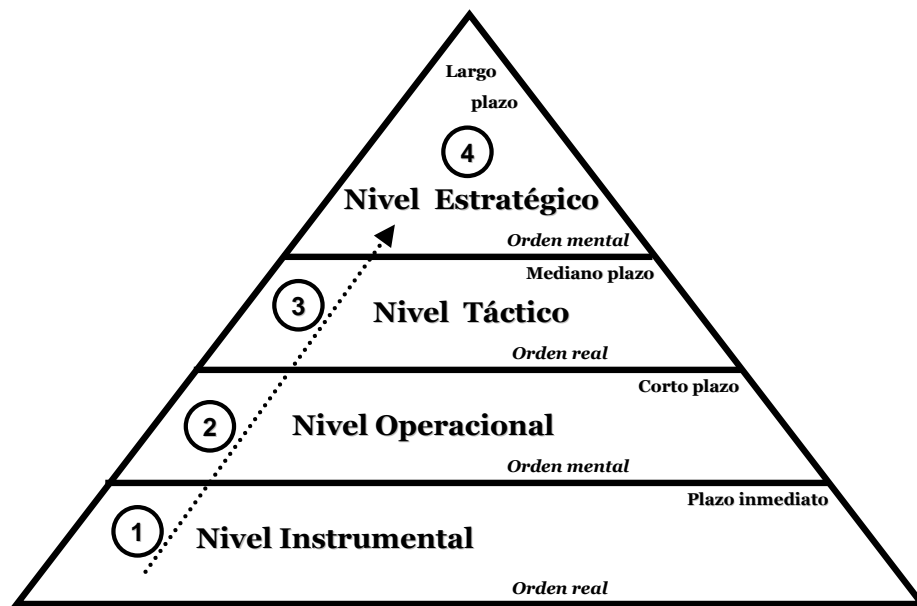 Largo
plazo
4
Nivel Estratégico
Orden mental
Mediano plazo
3
Nivel Táctico
Orden real
Corto plazo
2
Nivel Operacional
Orden mental
Plazo inmediato
1
Nivel Instrumental
Orden real